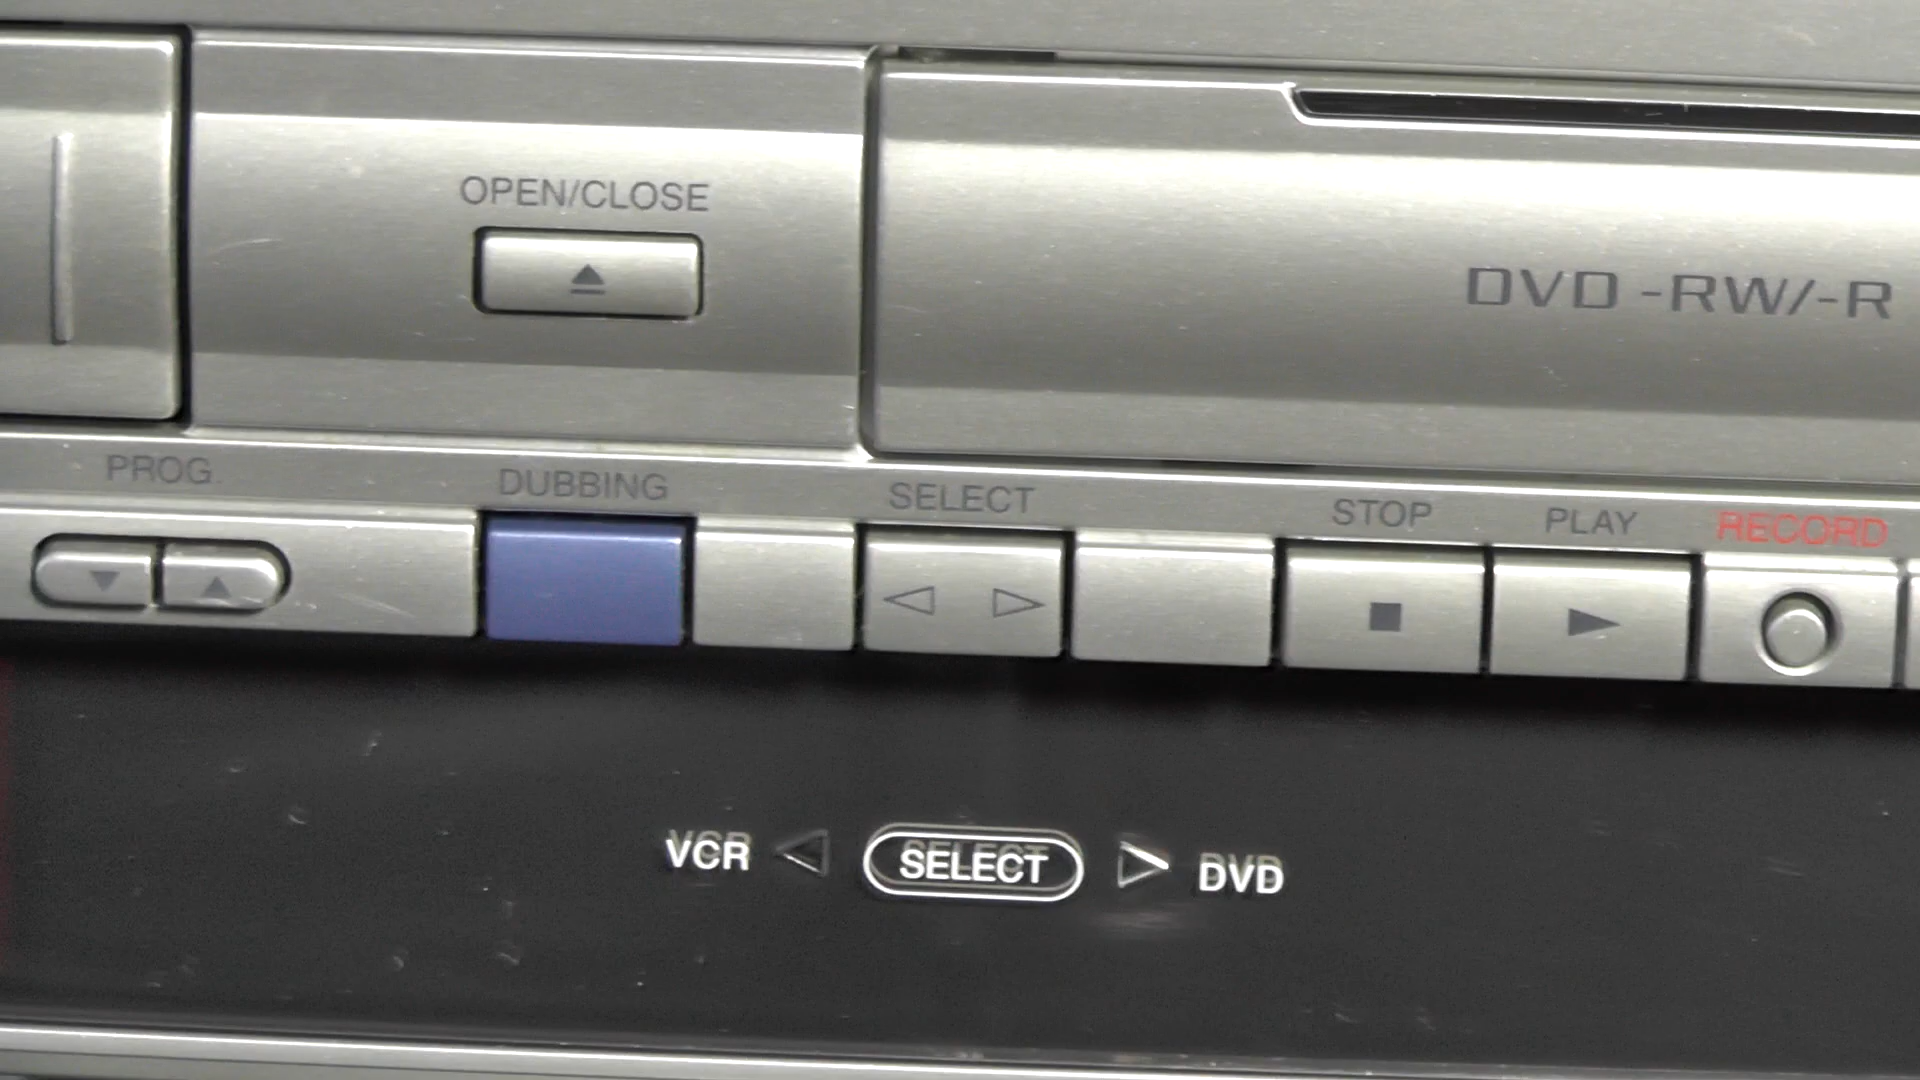 OPEN/CLOSE
DVD -RW/-R
PROG.
DUBBING
SELECT
STOP
PLAY
RECORD
VCR SELECT DVD